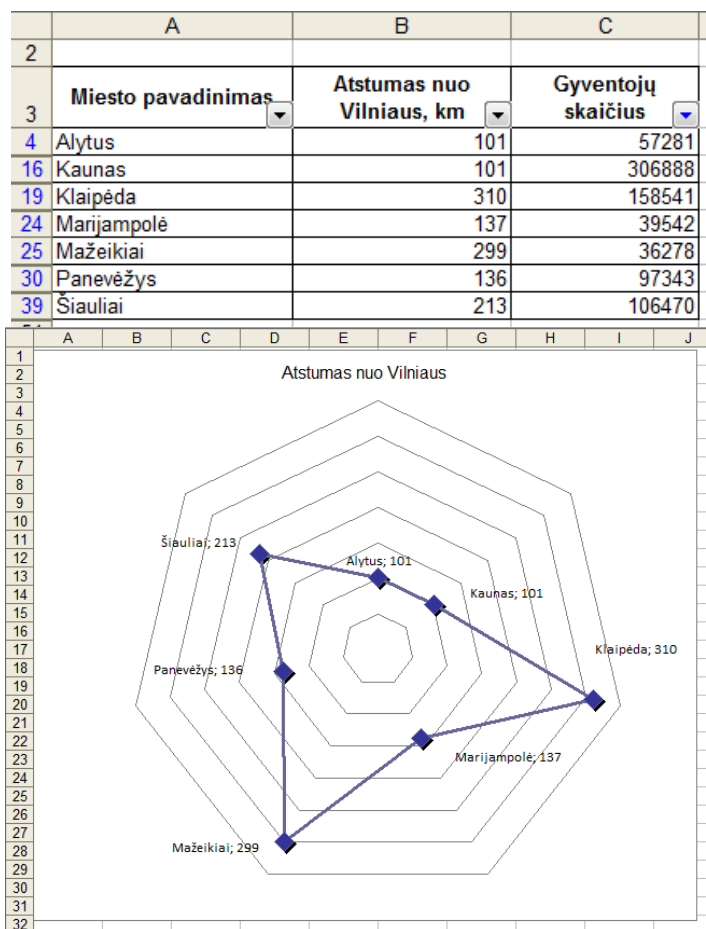 A B C
2
3 Miesto pavadinimas Atstumas nuo Vilniaus, km Gyventojų skaičius
4 Alytus 101 57281
16 Kaunas 101 306888
19 Klaipėda 310 158541
24 Marijampolė 137 39542
25 Mažeikiai 299 36278
30 Panevėžys 136 97343
39 Šiauliai 213 106470
A B C D E F G H I J
1
2 Atstumas nuo Vilniaus
3
4
5
6
7
8
9
10
11 Šiauliai; 213
12 Alytus; 101
13
14 Kaunas; 101
15
16
17 Klaipėda; 310
18 Panevėžys; 136
19
20
21
22
23 Marijampolė; 137
24
25
26
27
28 Mažeikiai; 299
29
30
31
32